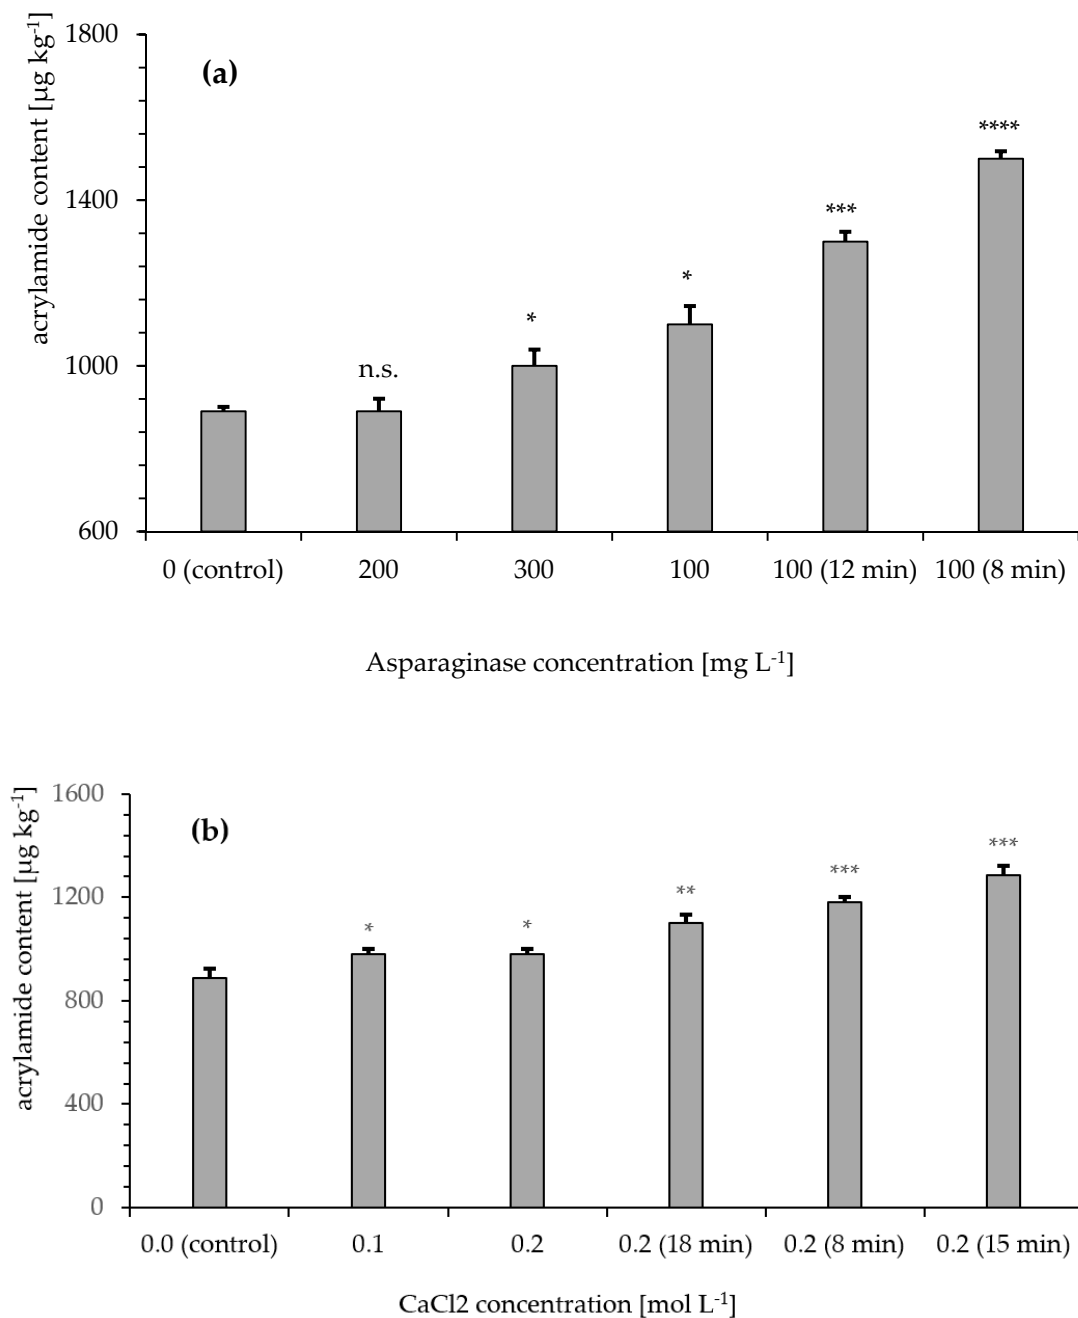 (a)
acrylamide content [µg kg⁻¹]
1800
1400
1000
600
n.s.
*
*
***
****
0 (control)
200
300
100
100 (12 min)
100 (8 min)
Asparaginase concentration [mg L⁻¹]
(b)
acrylamide content [µg kg⁻¹]
1600
1200
800
400
0
*
*
**
***
***
0.0 (control)
0.1
0.2
0.2 (18 min)
0.2 (8 min)
0.2 (15 min)
CaCl2 concentration [mol L⁻¹]